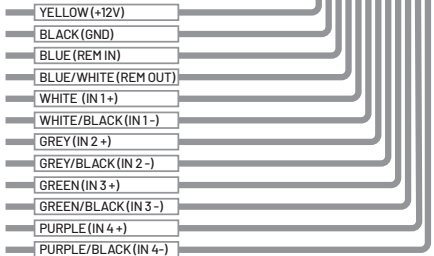 YELLOW (+12V)
BLACK (GND)
BLUE (REM IN)
BLUE/WHITE (REM OUT)
WHITE (IN 1 +)
WHITE/BLACK (IN 1 -)
GREY (IN 2 +)
GREY/BLACK (IN 2 -)
GREEN (IN 3 +)
GREEN/BLACK (IN 3 -)
PURPLE (IN 4 +)
PURPLE/BLACK (IN 4-)